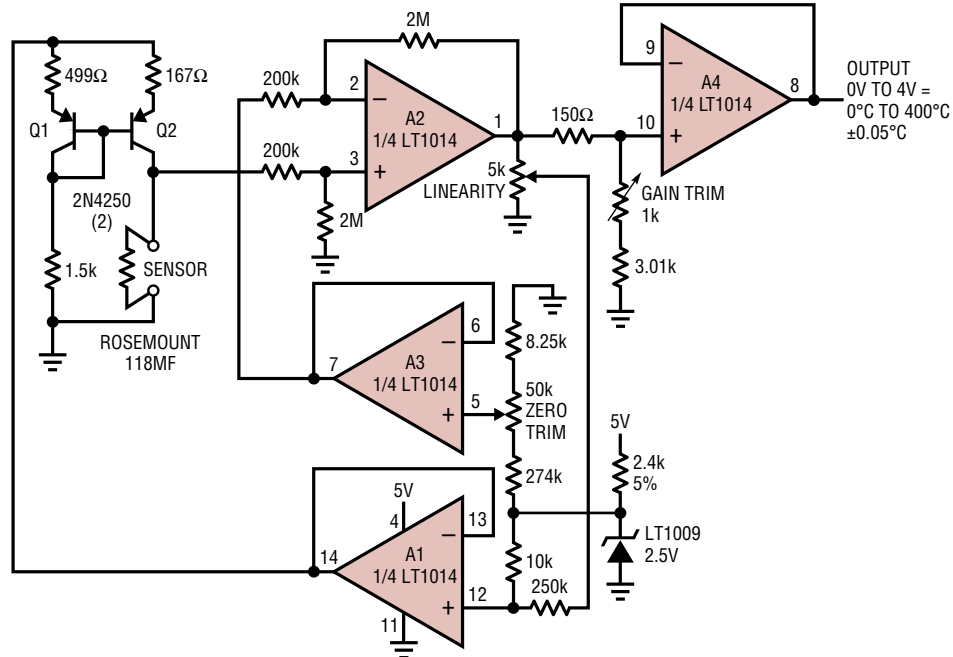 499Ω
167Ω
Q1
Q2
2N4250
(2)
1.5k
SENSOR
ROSEMOUNT
118MF
200k
200k
2M
2M
2
3
1
−
+
A2
1/4 LT1014
150Ω
5k
LINEARITY
9
10
8
−
+
A4
1/4 LT1014
OUTPUT
0V TO 4V =
0°C TO 400°C
±0.05°C
GAIN TRIM
1k
3.01k
6
5
7
−
+
A3
1/4 LT1014
8.25k
50k
ZERO
TRIM
274k
5V
2.4k
5%
LT1009
2.5V
10k
250k
5V
4
13
12
14
11
−
+
A1
1/4 LT1014